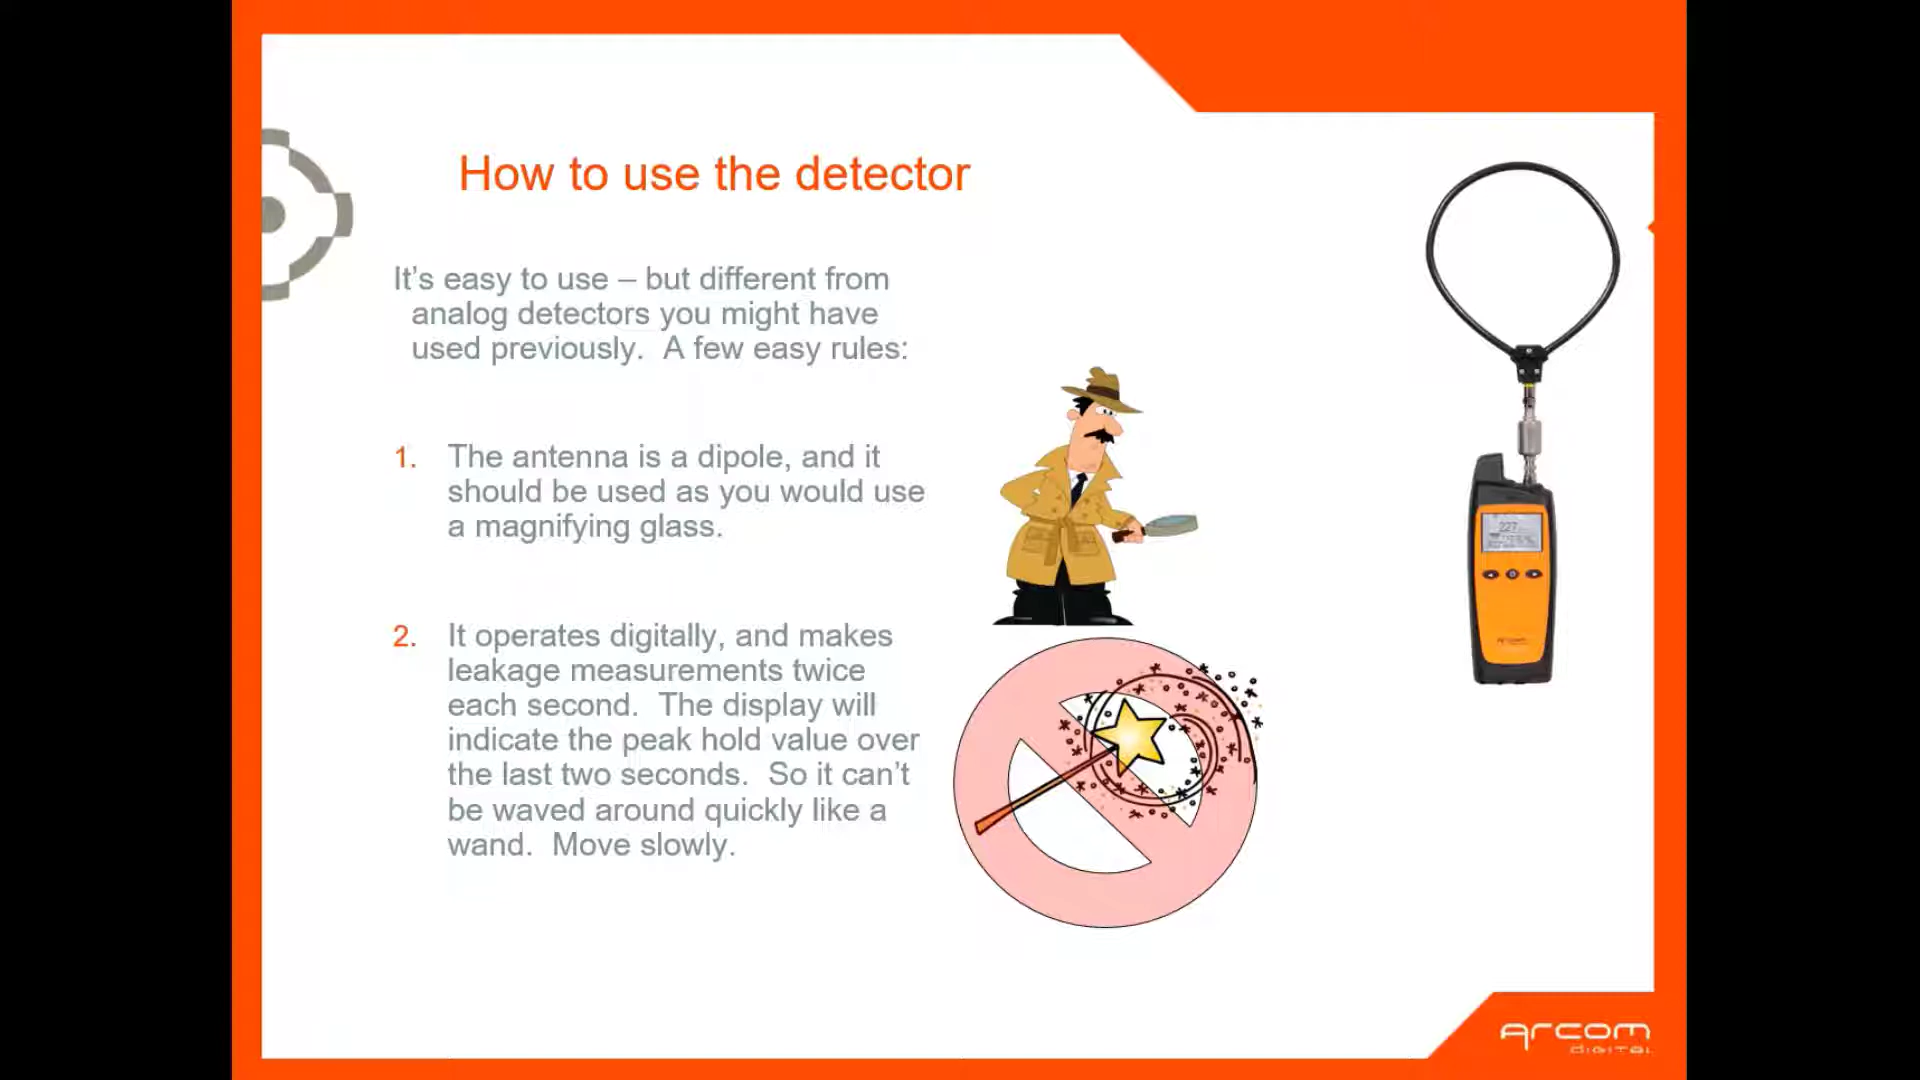 How to use the detector
It's easy to use – but different from
analog detectors you might have
used previously.  A few easy rules:
1. The antenna is a dipole, and it
should be used as you would use
a magnifying glass.
2. It operates digitally, and makes
leakage measurements twice
each second.  The display will
indicate the peak hold value over
the last two seconds.  So it can't
be waved around quickly like a
wand.  Move slowly.
227
arcom
arcom
DIGITAL